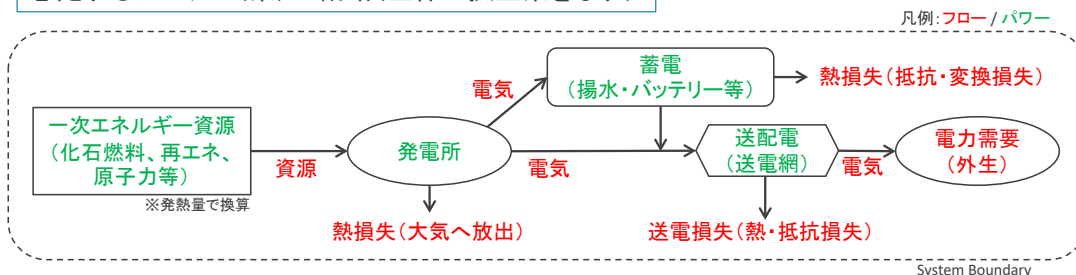 凡例：フロー / パワー
蓄電
（揚水・バッテリー等）
熱損失（抵抗・変換損失）
電気
一次エネルギー資源
（化石燃料、再エネ、
原子力等）
資源
発電所
電気
送配電
（送電網）
電気
電力需要
（外生）
※発熱量で換算
熱損失（大気へ放出）
送電損失（熱・抵抗損失）
System Boundary